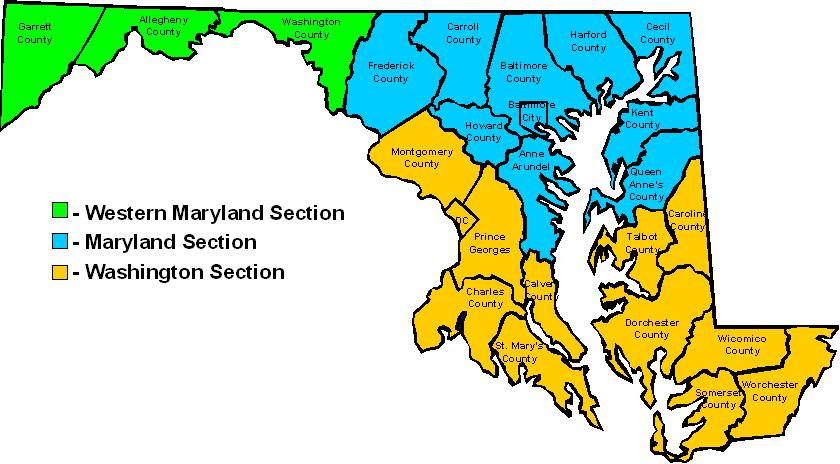 Garrett
County
Allegheny
County
Washington
County
Frederick
County
Carroll
County
Baltimore
County
Harford
County
Cecil
County
Baltimore
City
Kent
County
Howard
County
Anne
Arundel
Montgomery
County
Queen
Anne's
County
DC
Prince
Georges
Talbot
County
Caroline
County
Charles
County
Calvert
County
St. Mary's
County
Dorchester
County
Wicomico
County
Somerset
County
Worchester
County
- Western Maryland Section
- Maryland Section
- Washington Section